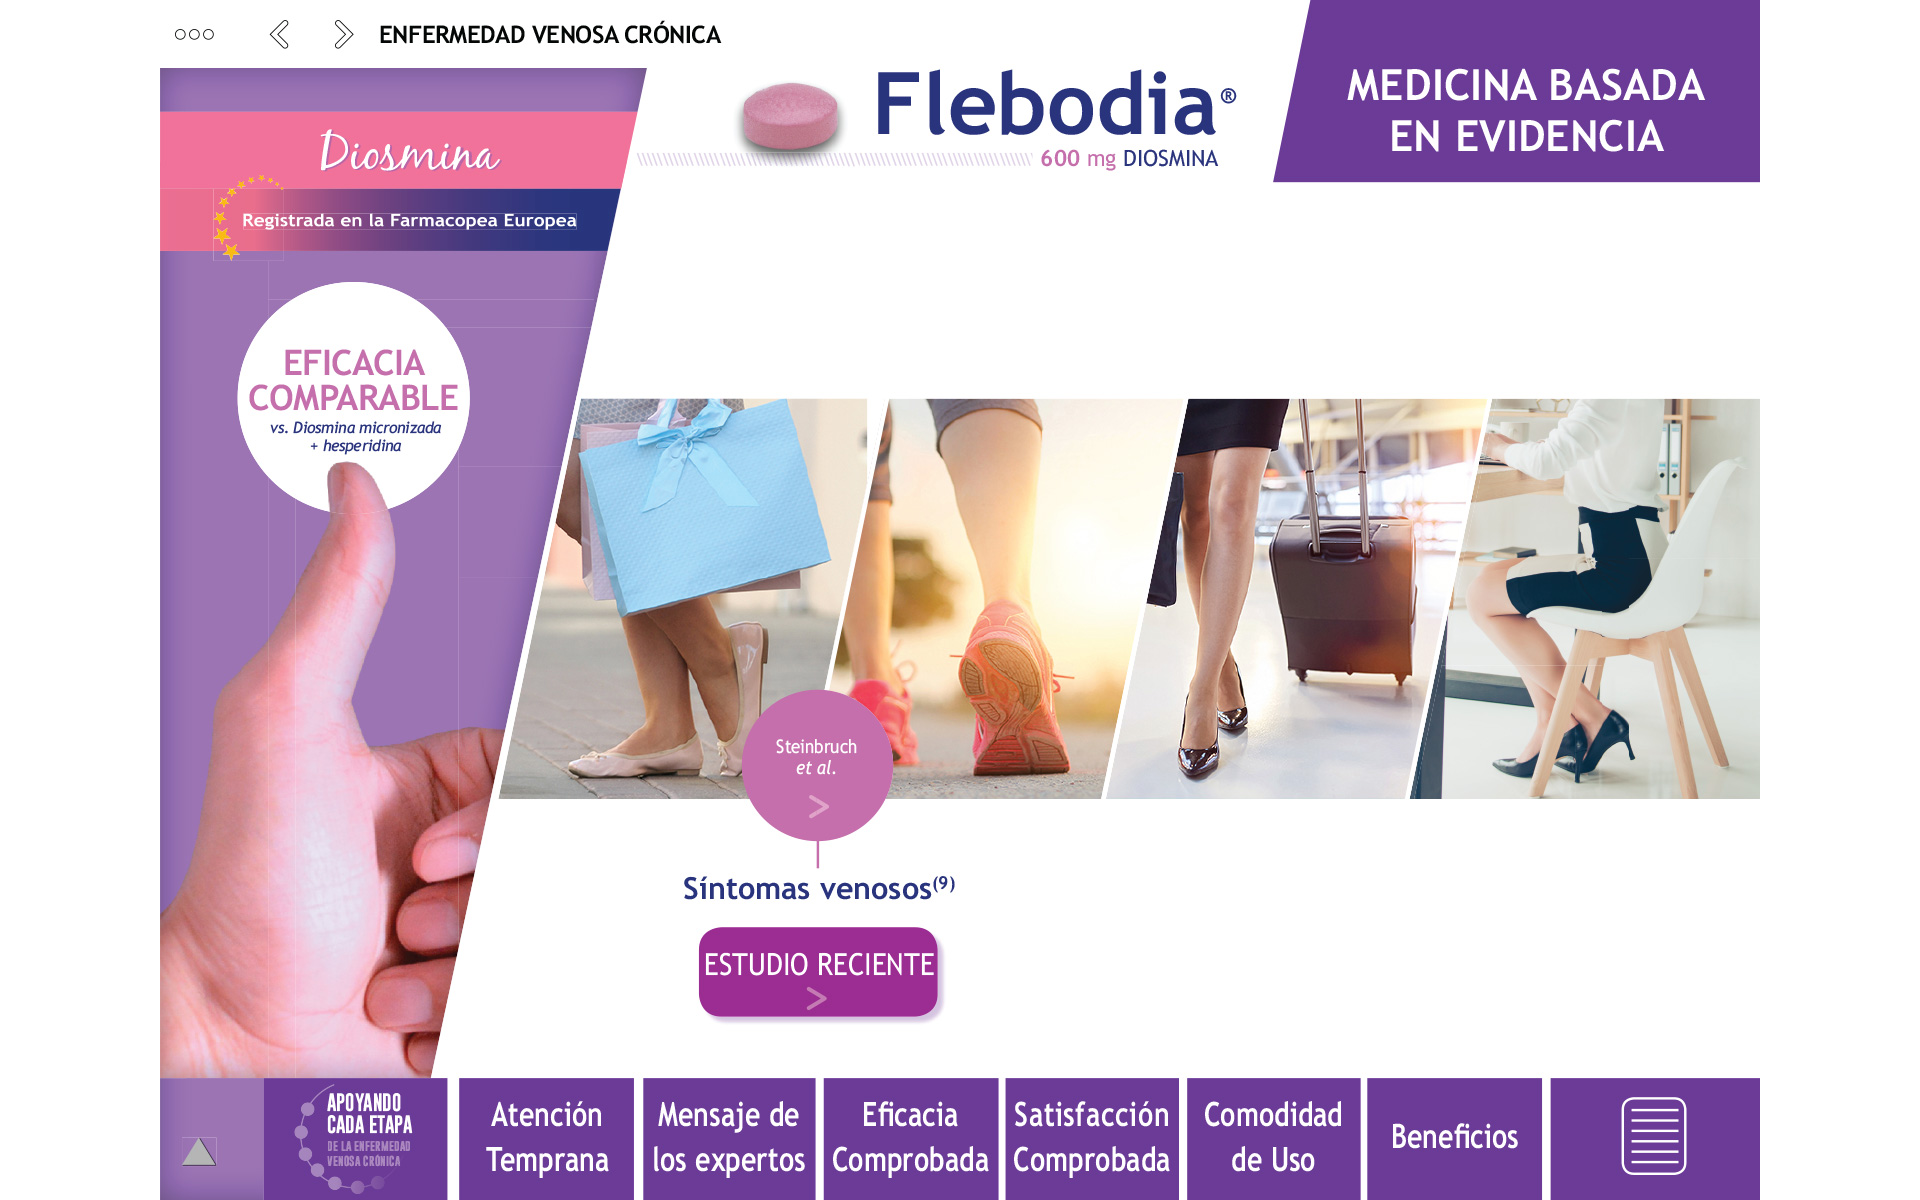 ENFERMEDAD VENOSA CRÓNICA
Diosmina
Registrada en la Farmacopea Europea
Flebodia®
600 mg DIOSMINA
MEDICINA BASADA
EN EVIDENCIA
EFICACIA
COMPARABLE
vs. Diosmina micronizada
+ hesperidina
Steinbruch
et al.
>
Síntomas venosos(9)
ESTUDIO RECIENTE
>
APOYANDO
CADA ETAPA
DE LA ENFERMEDAD
VENOSA CRÓNICA
Atención
Temprana
Mensaje de
los expertos
Eficacia
Comprobada
Satisfacción
Comprobada
Comodidad
de Uso
Beneficios